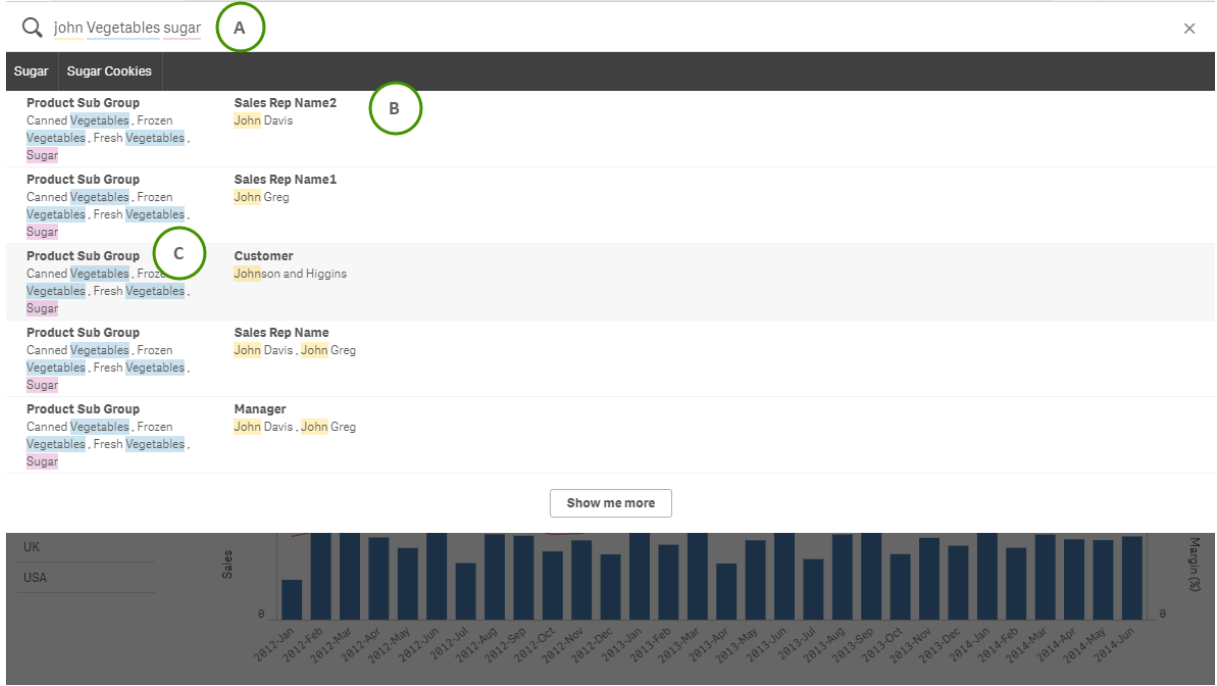 john Vegetables sugar A
Sugar Sugar Cookies
Product Sub Group Sales Rep Name2 B
Canned Vegetables , Frozen John Davis
Vegetables , Fresh Vegetables ,
Sugar
Product Sub Group Sales Rep Name1
Canned Vegetables , Frozen John Greg
Vegetables , Fresh Vegetables ,
Sugar
Product Sub Group C Customer
Canned Vegetables , Johnson and Higgins
Vegetables , Fresh Vegetables ,
Sugar
Product Sub Group Sales Rep Name
Canned Vegetables , Frozen John Davis , John Greg
Vegetables , Fresh Vegetables ,
Sugar
Product Sub Group Manager
Canned Vegetables , Frozen John Davis , John Greg
Vegetables , Fresh Vegetables ,
Sugar
Show me more
UK
USA
Sales
Margin (%)
0 0
2012-Jan 2012-Feb 2012-Mar 2012-Apr 2012-May 2012-Jun 2012-Jul 2012-Aug 2012-Sep 2012-Oct 2012-Nov 2012-Dec 2013-Jan 2013-Feb 2013-Mar 2013-Apr 2013-May 2013-Jun 2013-Jul 2013-Aug 2013-Sep 2013-Oct 2013-Nov 2013-Dec 2014-Jan 2014-Feb 2014-Mar 2014-Apr 2014-May 2014-Jun